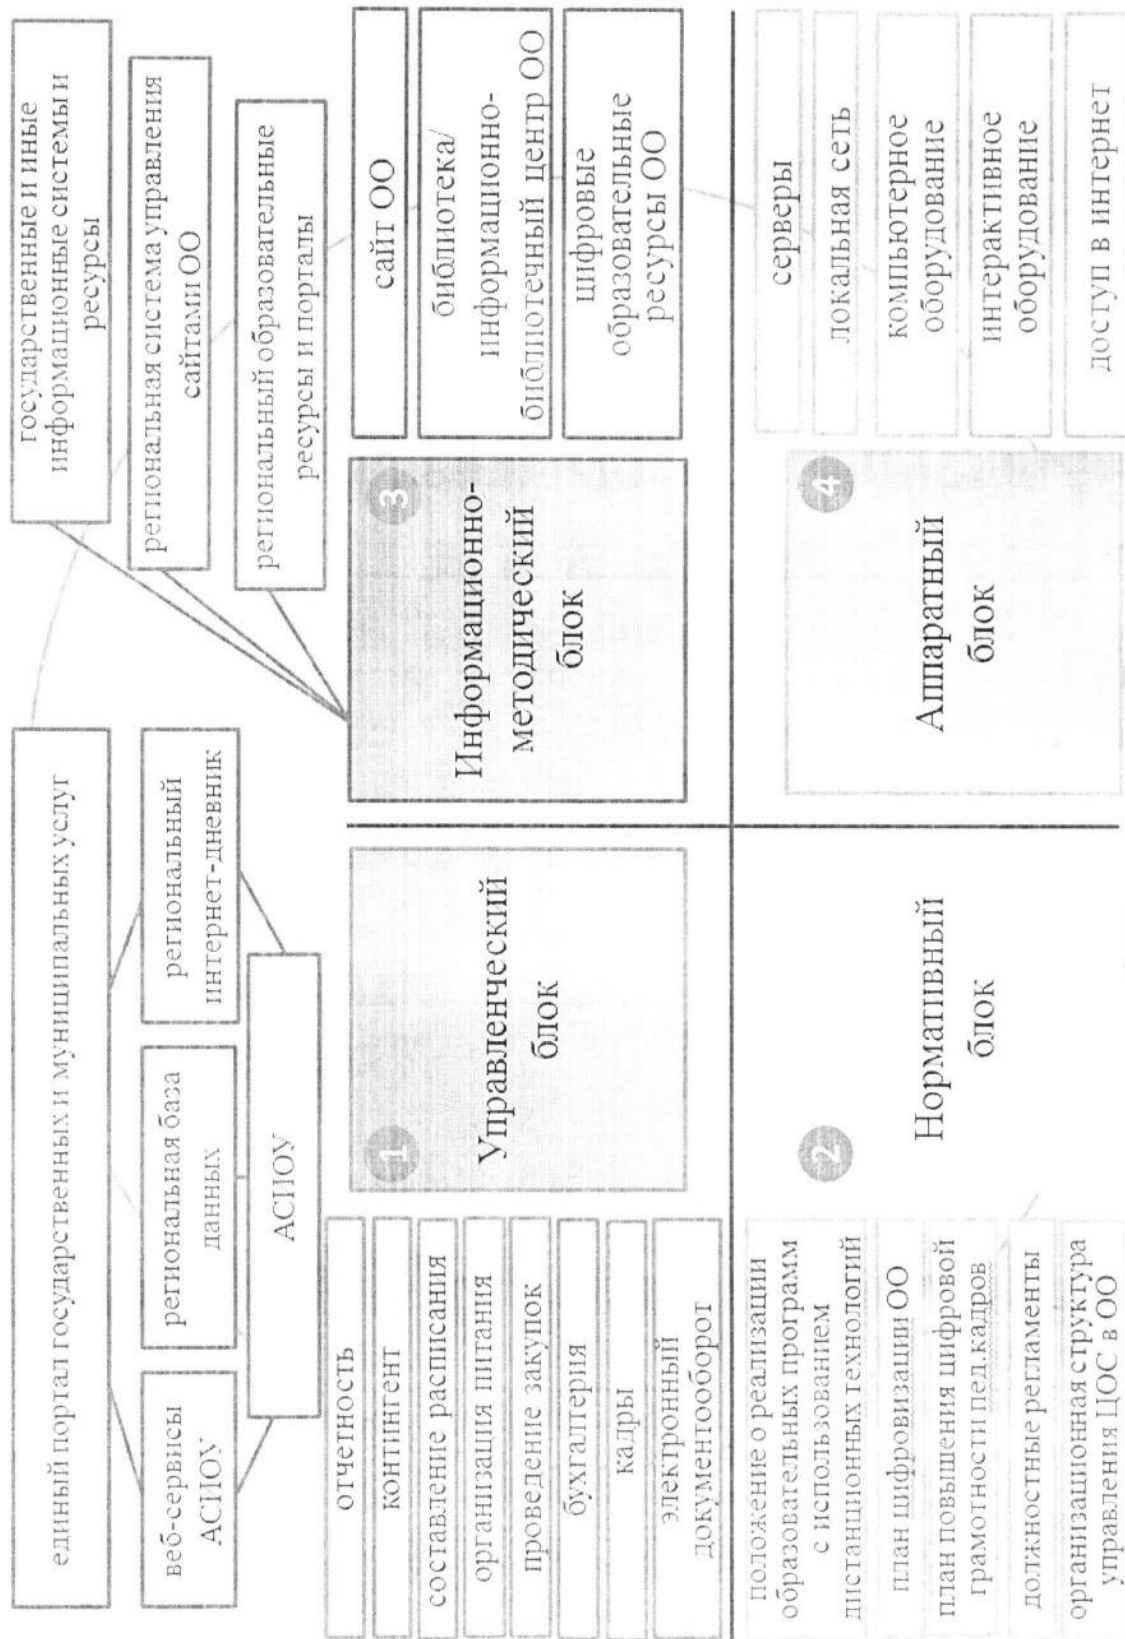 единый портал государственных и муниципальных услуг
веб-сервисы
АСИОУ
региональная база
данных
региональный
интернет-дневник
АСИОУ
государственные и иные
информационные системы и
ресурсы
региональная система управления
сайтами ОО
региональный образовательные
ресурсы и порталы
отчетность
контингент
составление расписания
организация питания
проведение закупок
бухгалтерия
кадры
электронный
документооборот
1
Управленческий
блок
3
Информационно-
методический
блок
сайт ОО
библиотека/
информационно-
библиотечный центр ОО
цифровые
образовательные
ресурсы ОО
положение о реализации
образовательных программ
с использованием
дистанционных технологий
план цифровизации ОО
план повышения цифровой
грамотности пед.кадров
должностные регламенты
организационная структура
управления ЦОС в ОО
2
Нормативный
блок
4
Аппаратный
блок
серверы
локальная сеть
компьютерное
оборудование
интерактивное
оборудование
доступ в интернет